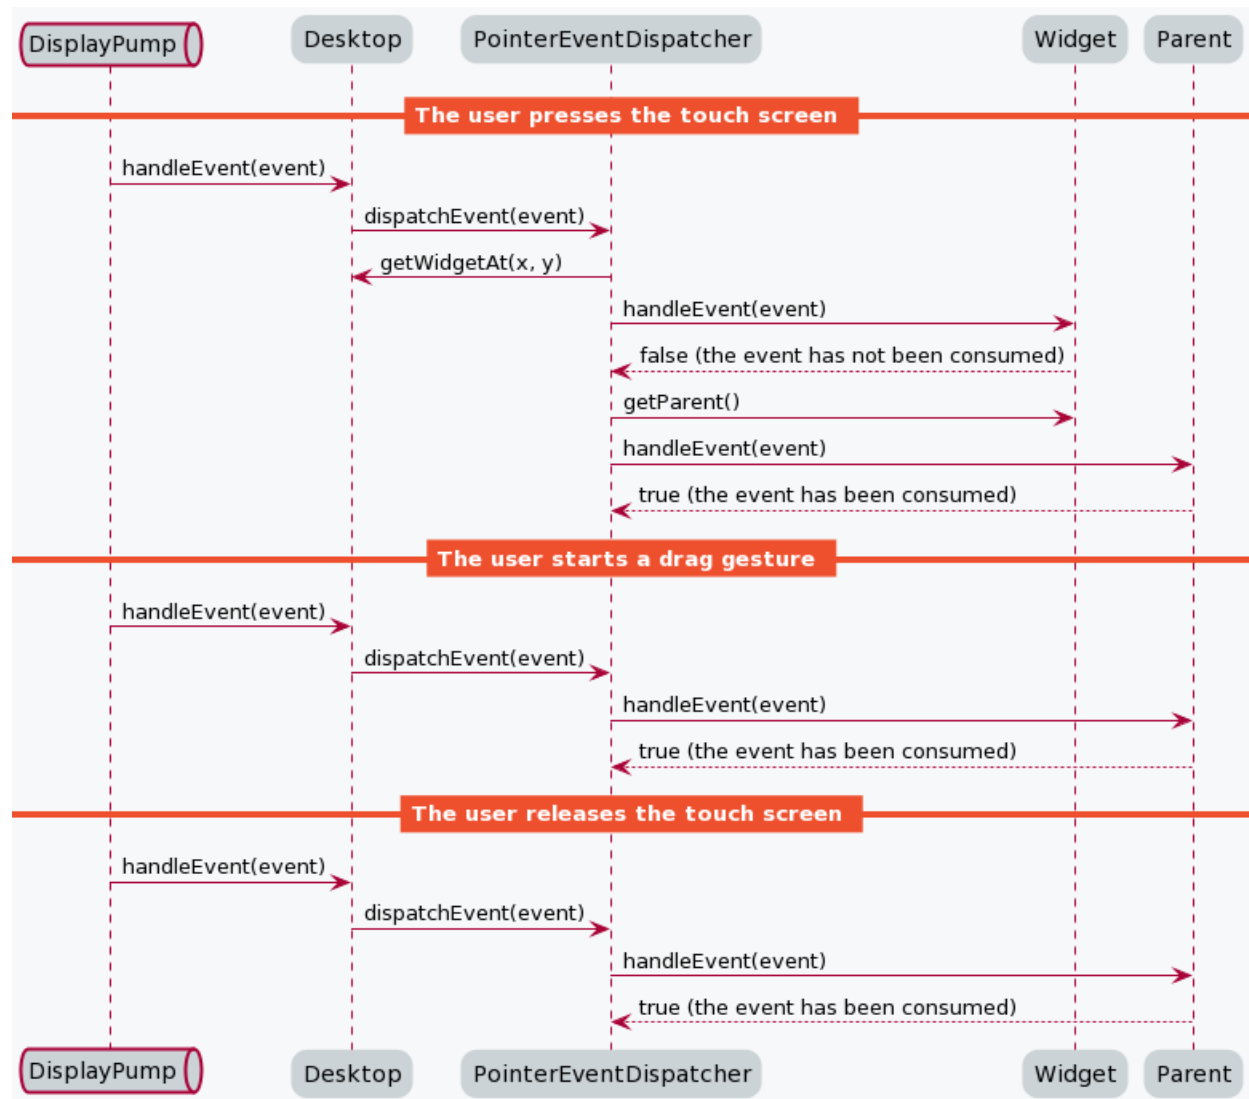 DisplayPump Desktop PointerEventDispatcher Widget Parent
The user presses the touch screen
handleEvent(event)
dispatchEvent(event)
getWidgetAt(x, y)
handleEvent(event)
false (the event has not been consumed)
getParent()
handleEvent(event)
true (the event has been consumed)
The user starts a drag gesture
handleEvent(event)
dispatchEvent(event)
handleEvent(event)
true (the event has been consumed)
The user releases the touch screen
handleEvent(event)
dispatchEvent(event)
handleEvent(event)
true (the event has been consumed)
DisplayPump Desktop PointerEventDispatcher Widget Parent